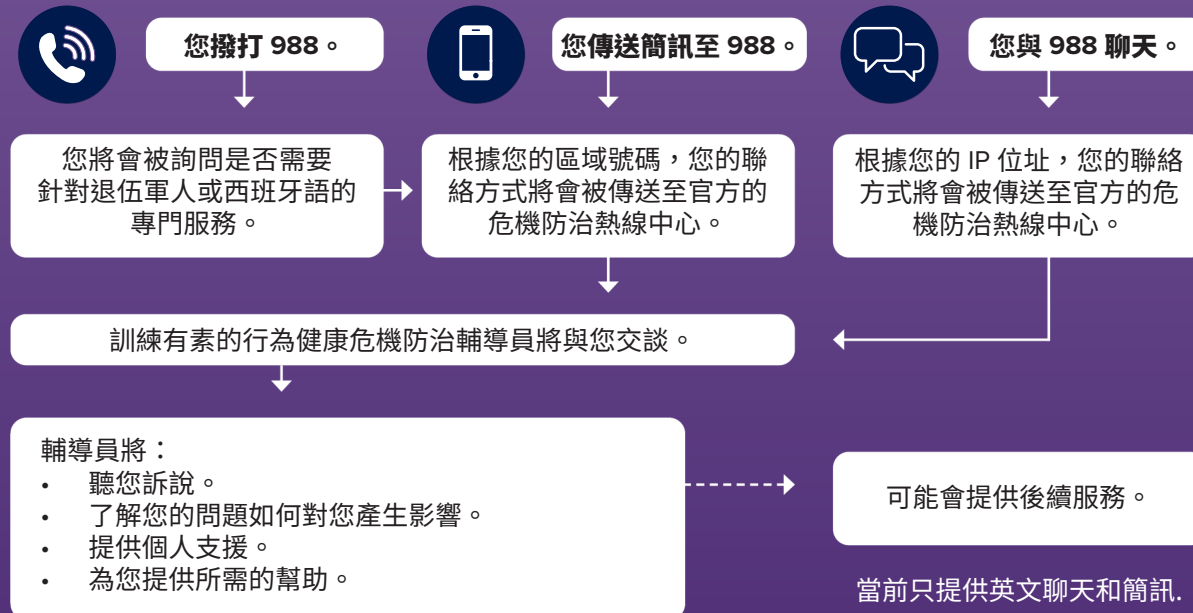 您撥打 988。
您傳送簡訊至 988。
您與 988 聊天。
您將會被詢問是否需要
針對退伍軍人或西班牙語的
專門服務。
根據您的區域號碼，您的聯
絡方式將會被傳送至官方的
危機防治熱線中心。
根據您的 IP 位址，您的聯絡
方式將會被傳送至官方的危
機防治熱線中心。
訓練有素的行為健康危機防治輔導員將與您交談。
輔導員將：
• 聽您訴說。
• 了解您的問題如何對您產生影響。
• 提供個人支援。
• 為您提供所需的幫助。
可能會提供後續服務。
當前只提供英文聊天和簡訊.